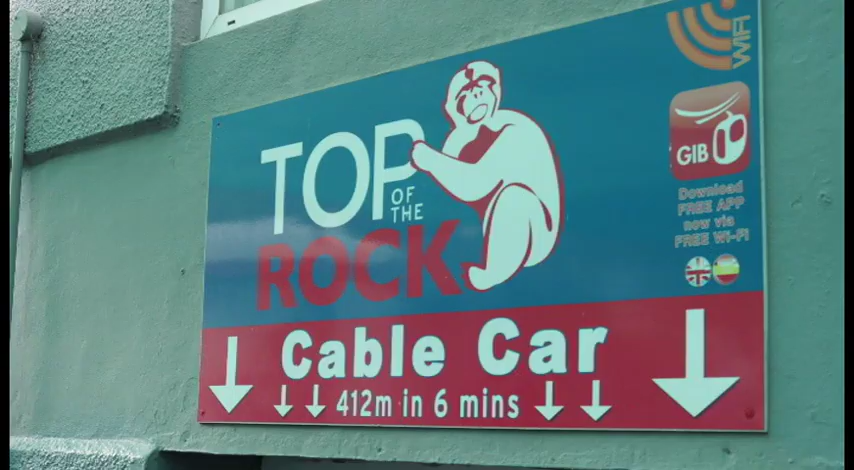 WIFI
TOP
OF
THE
ROCK
GIB
Download
FREE APP
now via
FREE Wi-Fi
Cable Car
412m in 6 mins